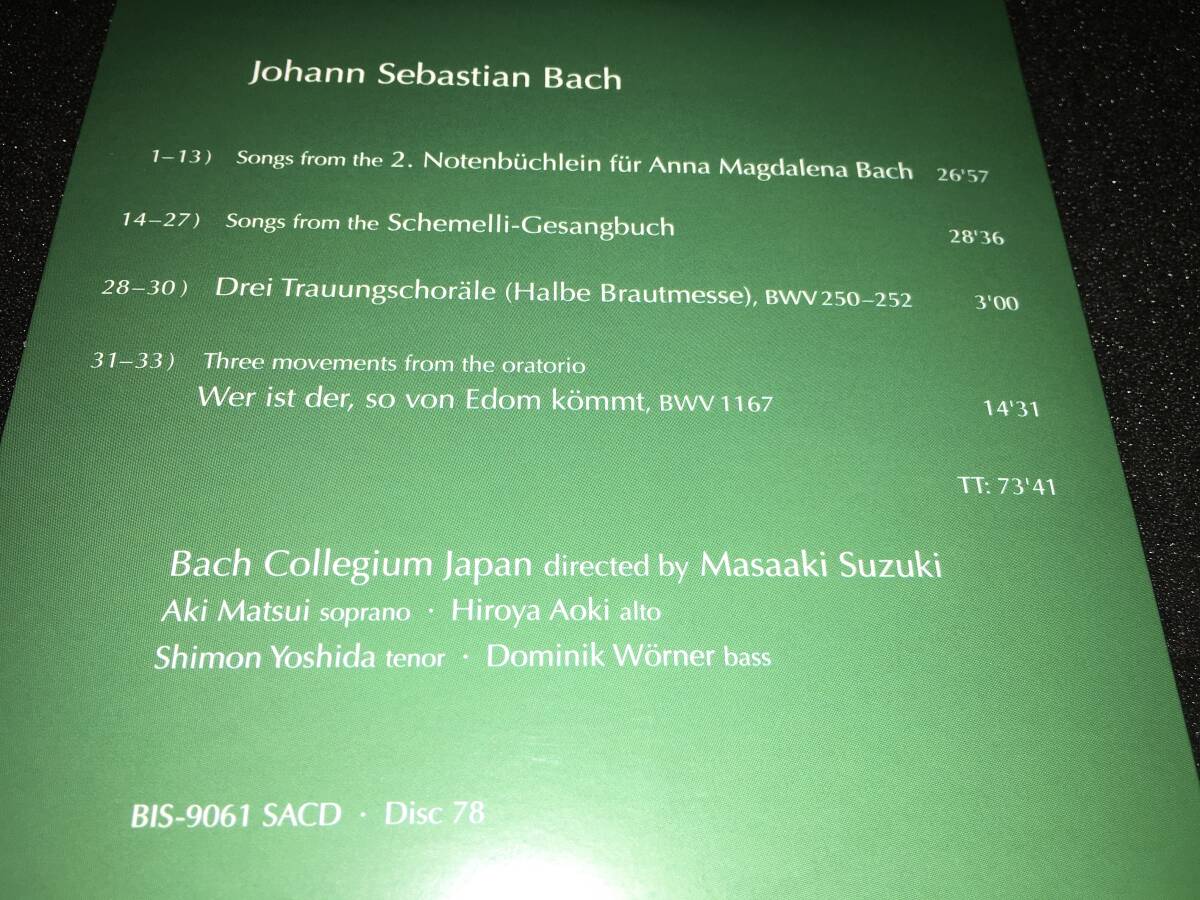 Johann Sebastian Bach
1–13) Songs from the 2. Notenbüchlein für Anna Magdalena Bach 26'57
14–27) Songs from the Schemelli-Gesangbuch 28'36
28–30) Drei Trauungschoräle (Halbe Brautmesse), BWV 250–252 3'00
31–33) Three movements from the oratorio
Wer ist der, so von Edom kömmt, BWV 1167 14'31
TT: 73'41
Bach Collegium Japan directed by Masaaki Suzuki
Aki Matsui soprano · Hiroya Aoki alto
Shimon Yoshida tenor · Dominik Wörner bass
BIS-9061 SACD · Disc 78